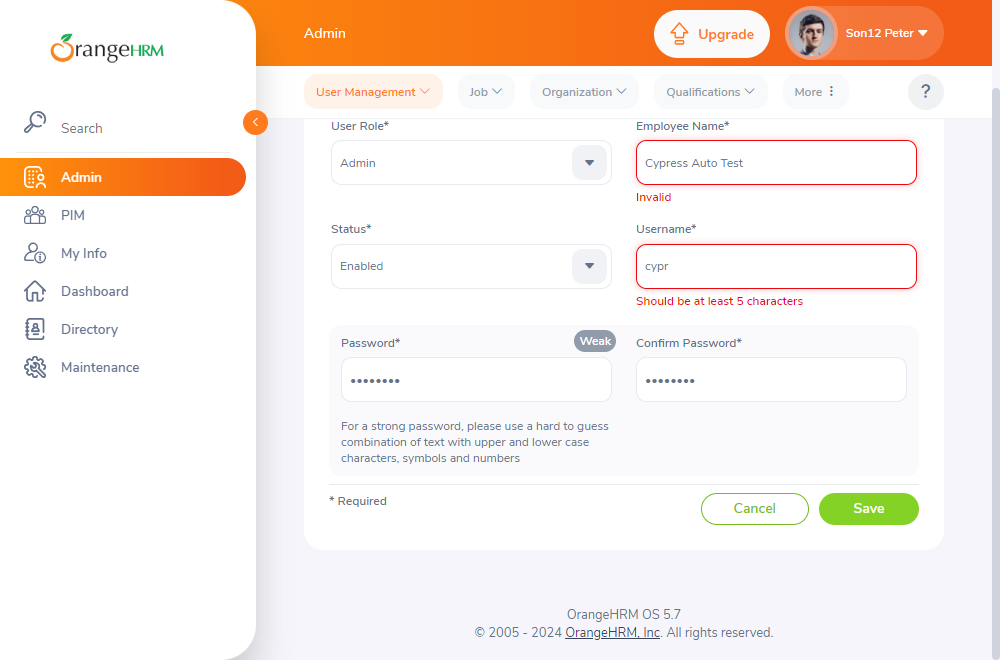 OrangeHRM
Admin
Upgrade
Son12 Peter
User Management
Job
Organization
Qualifications
More
?
Search
Admin
PIM
My Info
Dashboard
Directory
Maintenance
User Role*
Employee Name*
Admin
Cypress Auto Test
Invalid
Status*
Username*
Enabled
cypr
Should be at least 5 characters
Password*
Weak
Confirm Password*
••••••••
••••••••
For a strong password, please use a hard to guess
combination of text with upper and lower case
characters, symbols and numbers
* Required
Cancel
Save
OrangeHRM OS 5.7
© 2005 - 2024 OrangeHRM, Inc. All rights reserved.